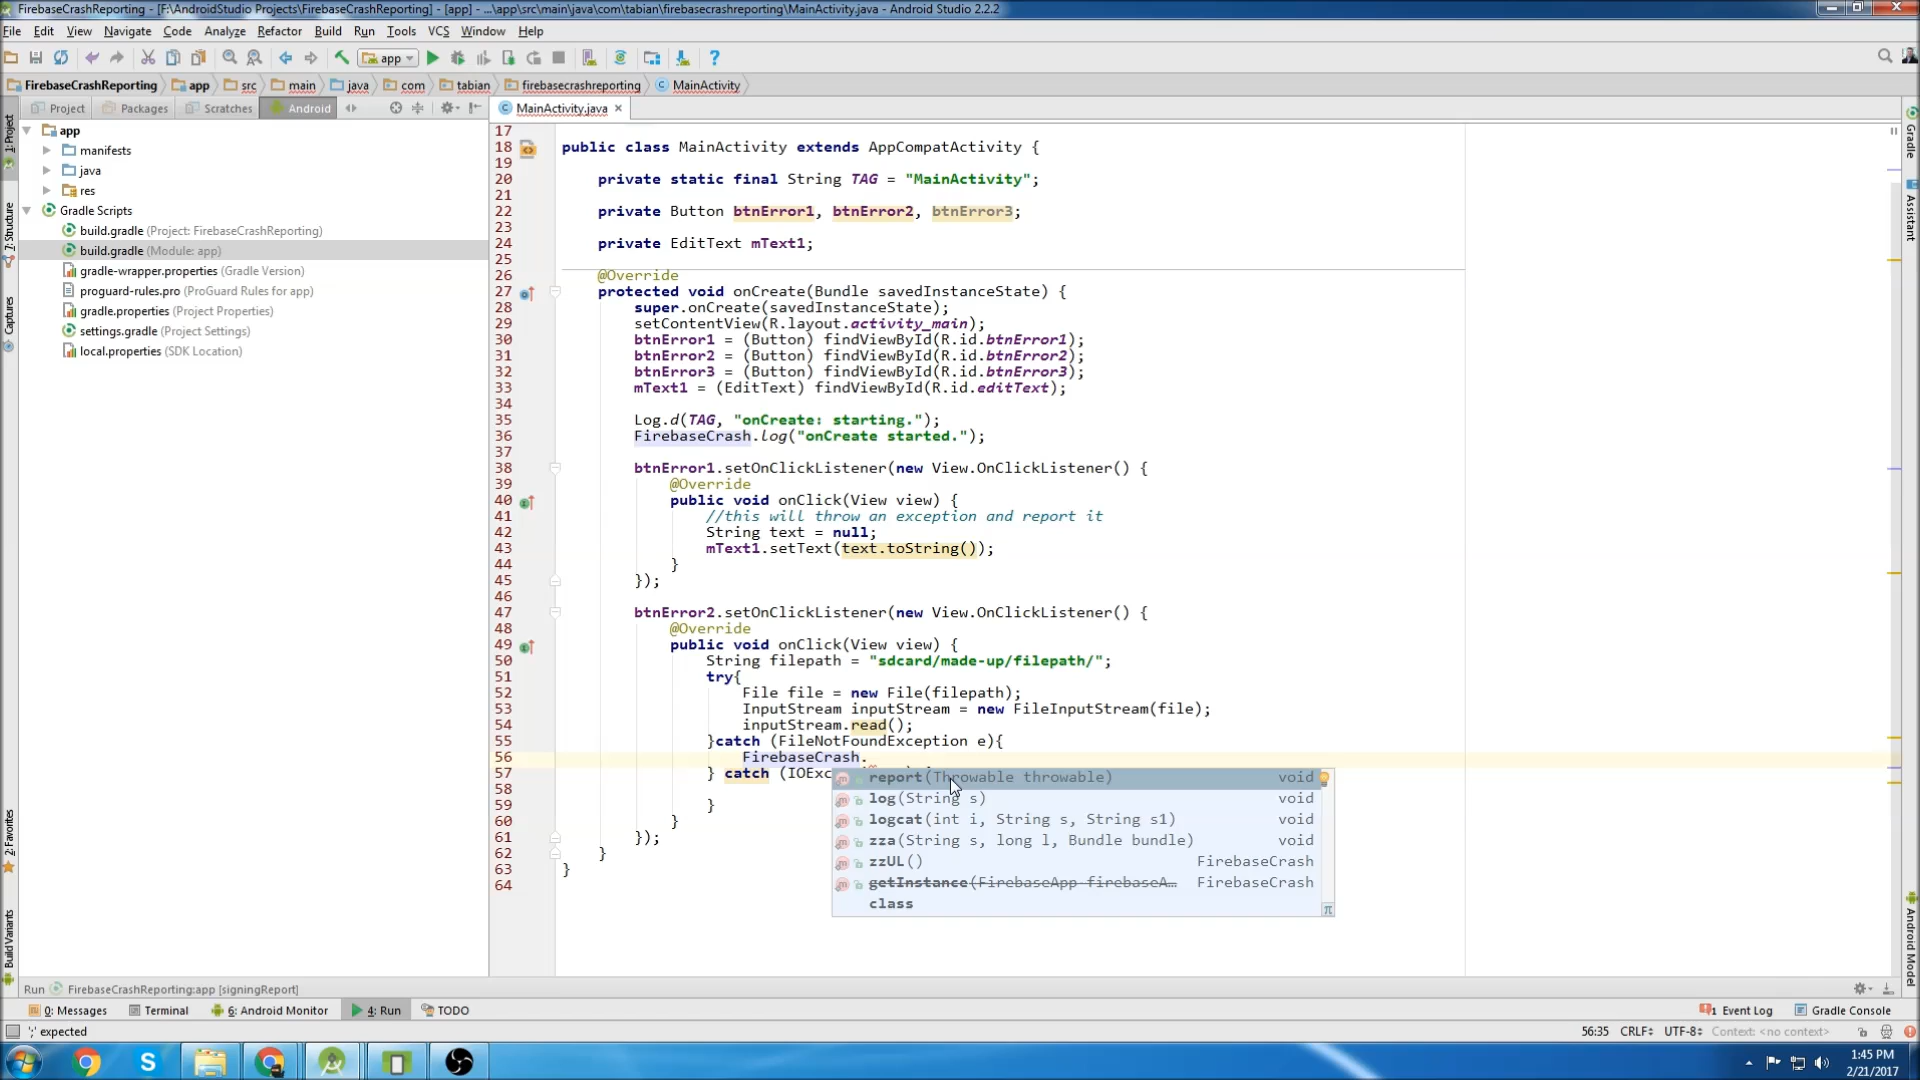 FirebaseCrashReporting - [F:\AndroidStudio Projects\FirebaseCrashReporting] - [app] - ...\app\src\main\java\com\tabian\firebasecrashreporting\MainActivity.java - Android Studio 2.2.2
File Edit View Navigate Code Analyze Refactor Build Run Tools VCS Window Help
app
FirebaseCrashReporting app src main java com tabian firebasecrashreporting MainActivity
Project Packages Scratches Android
MainActivity.java
1: Project
7: Structure
Captures
2: Favorites
Build Variants
Gradle
Assistant
Android Model
app
manifests
java
res
Gradle Scripts
build.gradle (Project: FirebaseCrashReporting)
build.gradle (Module: app)
gradle-wrapper.properties (Gradle Version)
proguard-rules.pro (ProGuard Rules for app)
gradle.properties (Project Properties)
settings.gradle (Project Settings)
local.properties (SDK Location)
17
18 public class MainActivity extends AppCompatActivity {
19
20 private static final String TAG = "MainActivity";
21
22 private Button btnError1, btnError2, btnError3;
23
24 private EditText mText1;
25
26 @Override
27 protected void onCreate(Bundle savedInstanceState) {
28 super.onCreate(savedInstanceState);
29 setContentView(R.layout.activity_main);
30 btnError1 = (Button) findViewById(R.id.btnError1);
31 btnError2 = (Button) findViewById(R.id.btnError2);
32 btnError3 = (Button) findViewById(R.id.btnError3);
33 mText1 = (EditText) findViewById(R.id.editText);
34
35 Log.d(TAG, "onCreate: starting.");
36 FirebaseCrash.log("onCreate started.");
37
38 btnError1.setOnClickListener(new View.OnClickListener() {
39 @Override
40 public void onClick(View view) {
41 //this will throw an exception and report it
42 String text = null;
43 mText1.setText(text.toString());
44 }
45 });
46
47 btnError2.setOnClickListener(new View.OnClickListener() {
48 @Override
49 public void onClick(View view) {
50 String filepath = "sdcard/made-up/filepath/";
51 try{
52 File file = new File(filepath);
53 InputStream inputStream = new FileInputStream(file);
54 inputStream.read();
55 }catch (FileNotFoundException e){
56 FirebaseCrash.
57 } catch (IOExc
58
59 }
60 }
61 });
62 }
63 }
64
report(Throwable throwable) void
log(String s) void
logcat(int i, String s, String s1) void
zza(String s, long l, Bundle bundle) void
zzUL() FirebaseCrash
getInstance(FirebaseApp firebaseA... FirebaseCrash
class
π
Run FirebaseCrashReporting:app [signingReport]
0: Messages Terminal 6: Android Monitor 4: Run TODO
1 Event Log Gradle Console
';' expected
56:35 CRLF UTF-8 Context: <no context>
1:45 PM
2/21/2017